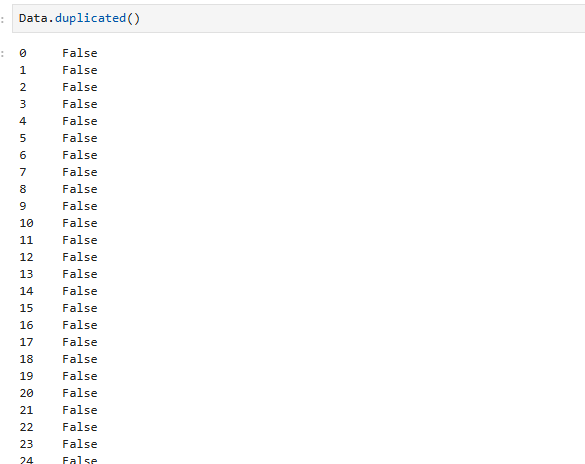 Data.duplicated()
0 False
1 False
2 False
3 False
4 False
5 False
6 False
7 False
8 False
9 False
10 False
11 False
12 False
13 False
14 False
15 False
16 False
17 False
18 False
19 False
20 False
21 False
22 False
23 False
24 False